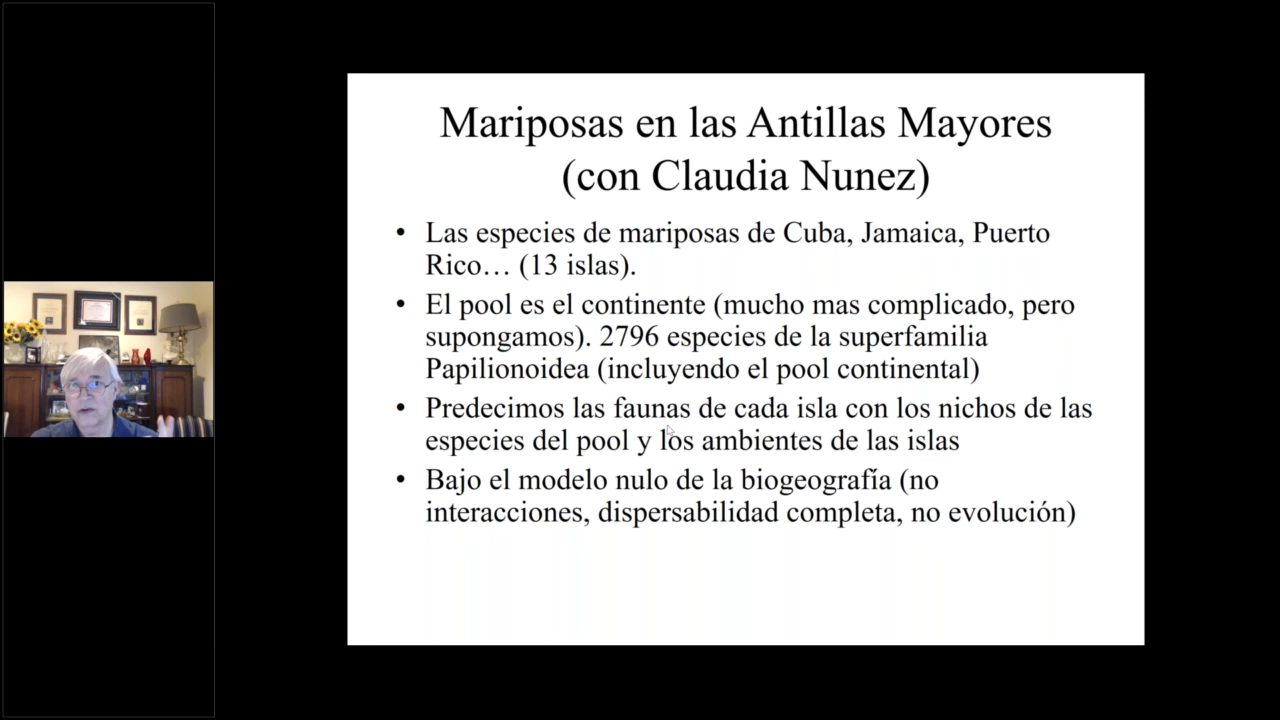 Mariposas en las Antillas Mayores
(con Claudia Nunez)
• Las especies de mariposas de Cuba, Jamaica, Puerto
Rico… (13 islas).
• El pool es el continente (mucho mas complicado, pero
supongamos). 2796 especies de la superfamilia
Papilionoidea (incluyendo el pool continental)
• Predecimos las faunas de cada isla con los nichos de las
especies del pool y los ambientes de las islas
• Bajo el modelo nulo de la biogeografía (no
interacciones, dispersabilidad completa, no evolución)